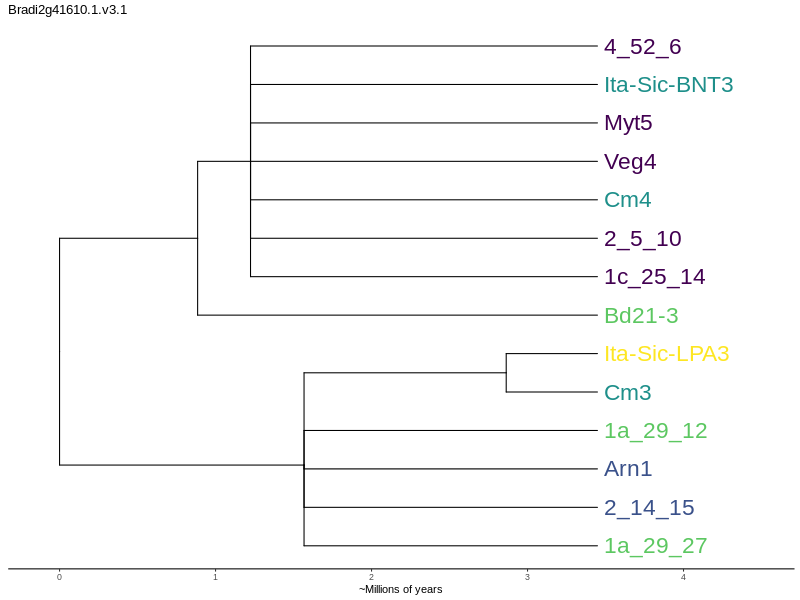 Bradi2g41610.1.v3.1
4_52_6
Ita-Sic-BNT3
Myt5
Veg4
Cm4
2_5_10
1c_25_14
Bd21-3
Ita-Sic-LPA3
Cm3
1a_29_12
Arn1
2_14_15
1a_29_27
0 1 2 3 4
~Millions of years